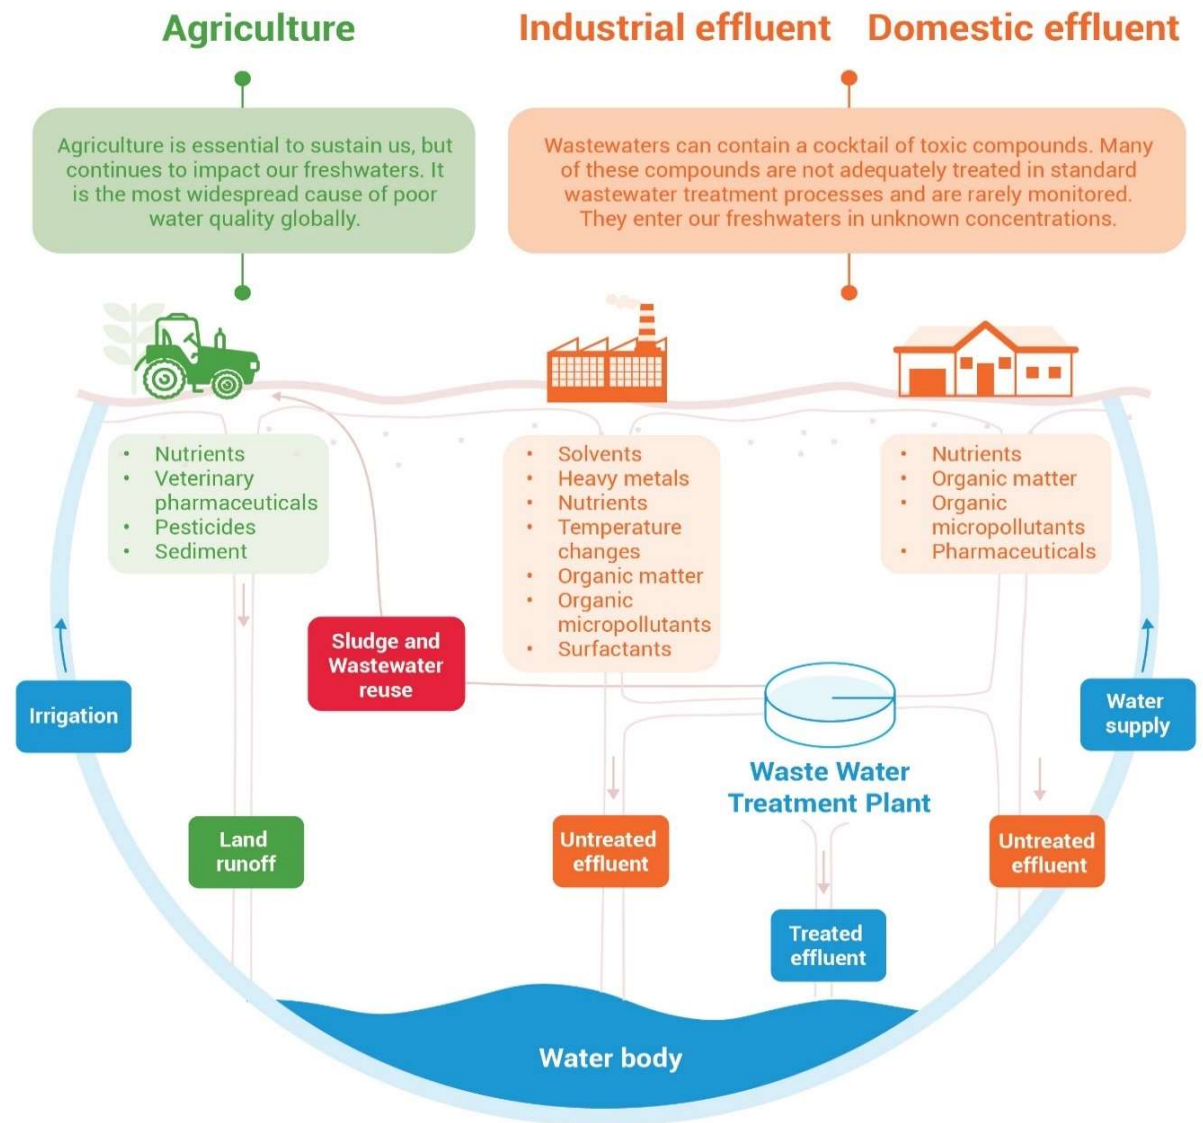 Agriculture
Industrial effluent
Domestic effluent
Agriculture is essential to sustain us, but
continues to impact our freshwaters. It
is the most widespread cause of poor
water quality globally.
Wastewaters can contain a cocktail of toxic compounds. Many
of these compounds are not adequately treated in standard
wastewater treatment processes and are rarely monitored.
They enter our freshwaters in unknown concentrations.
• Nutrients
• Veterinary
pharmaceuticals
• Pesticides
• Sediment
• Solvents
• Heavy metals
• Nutrients
• Temperature
changes
• Organic matter
• Organic
micropollutants
• Surfactants
• Nutrients
• Organic matter
• Organic
micropollutants
• Pharmaceuticals
Sludge and
Wastewater
reuse
Irrigation
Water
supply
Waste Water
Treatment Plant
Land
runoff
Untreated
effluent
Untreated
effluent
Treated
effluent
Water body